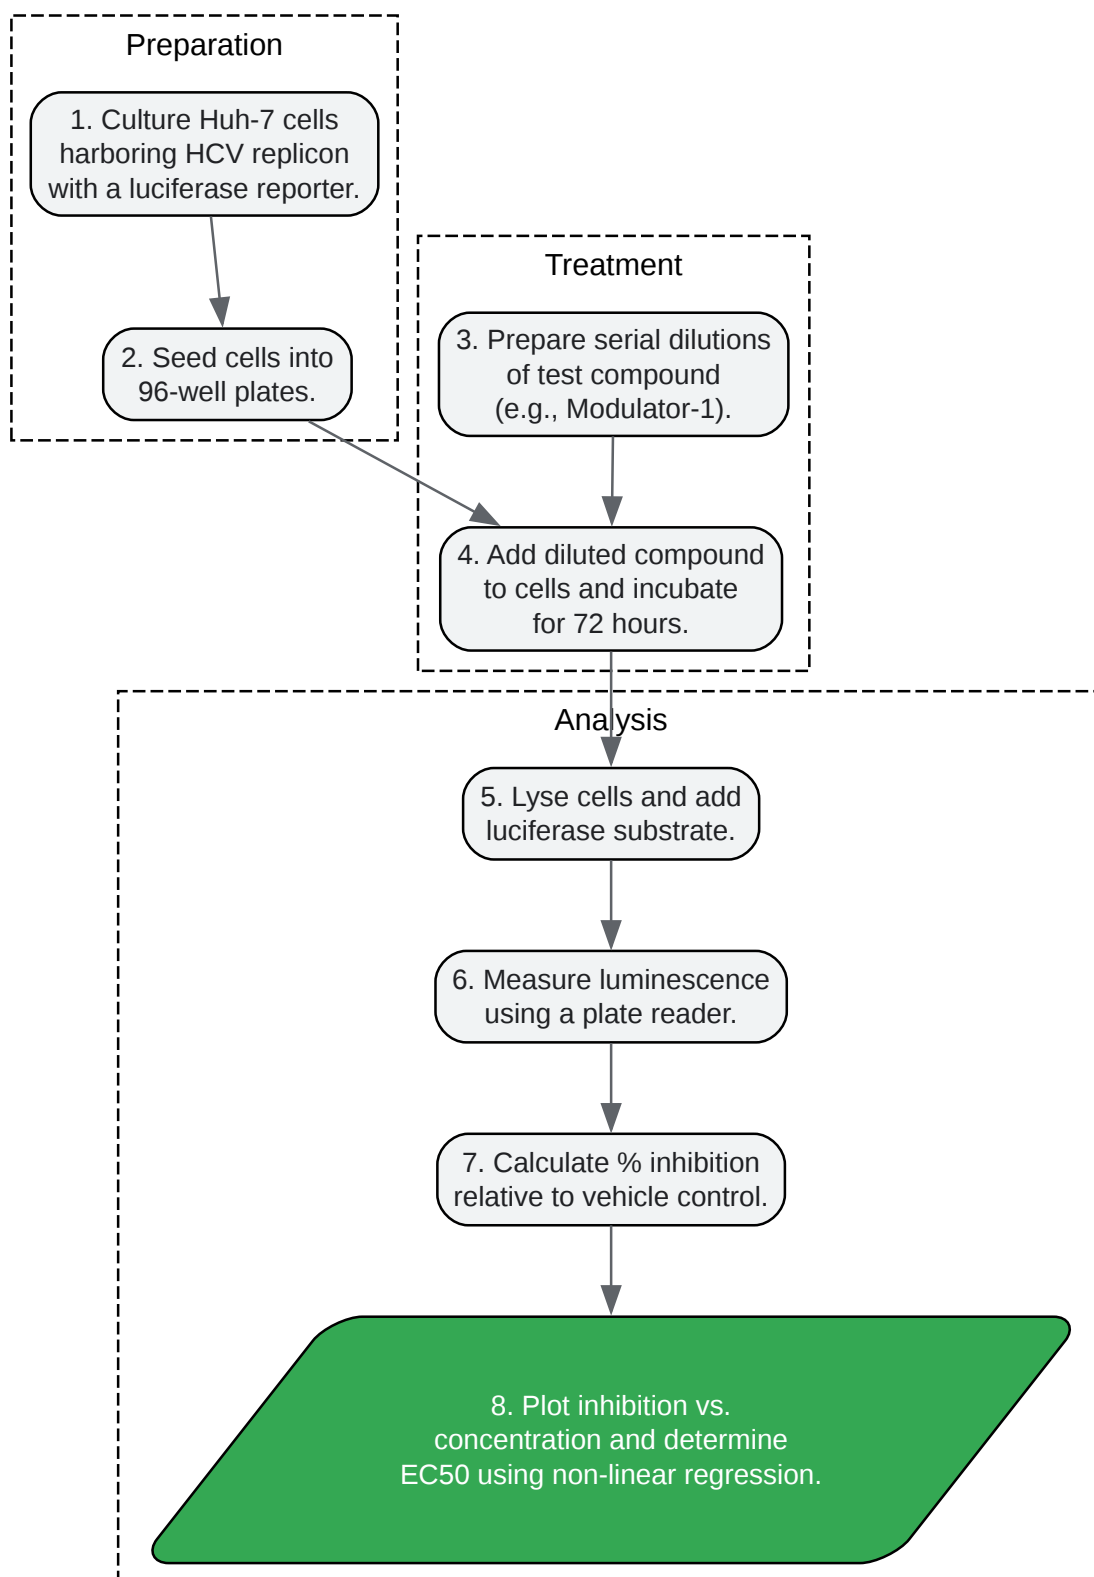 Preparation
1. Culture Huh-7 cells
harboring HCV replicon
with a luciferase reporter.
2. Seed cells into
96-well plates.
Treatment
3. Prepare serial dilutions
of test compound
(e.g., Modulator-1).
4. Add diluted compound
to cells and incubate
for 72 hours.
Analysis
5. Lyse cells and add
luciferase substrate.
6. Measure luminescence
using a plate reader.
7. Calculate % inhibition
relative to vehicle control.
8. Plot inhibition vs.
concentration and determine
EC50 using non-linear regression.